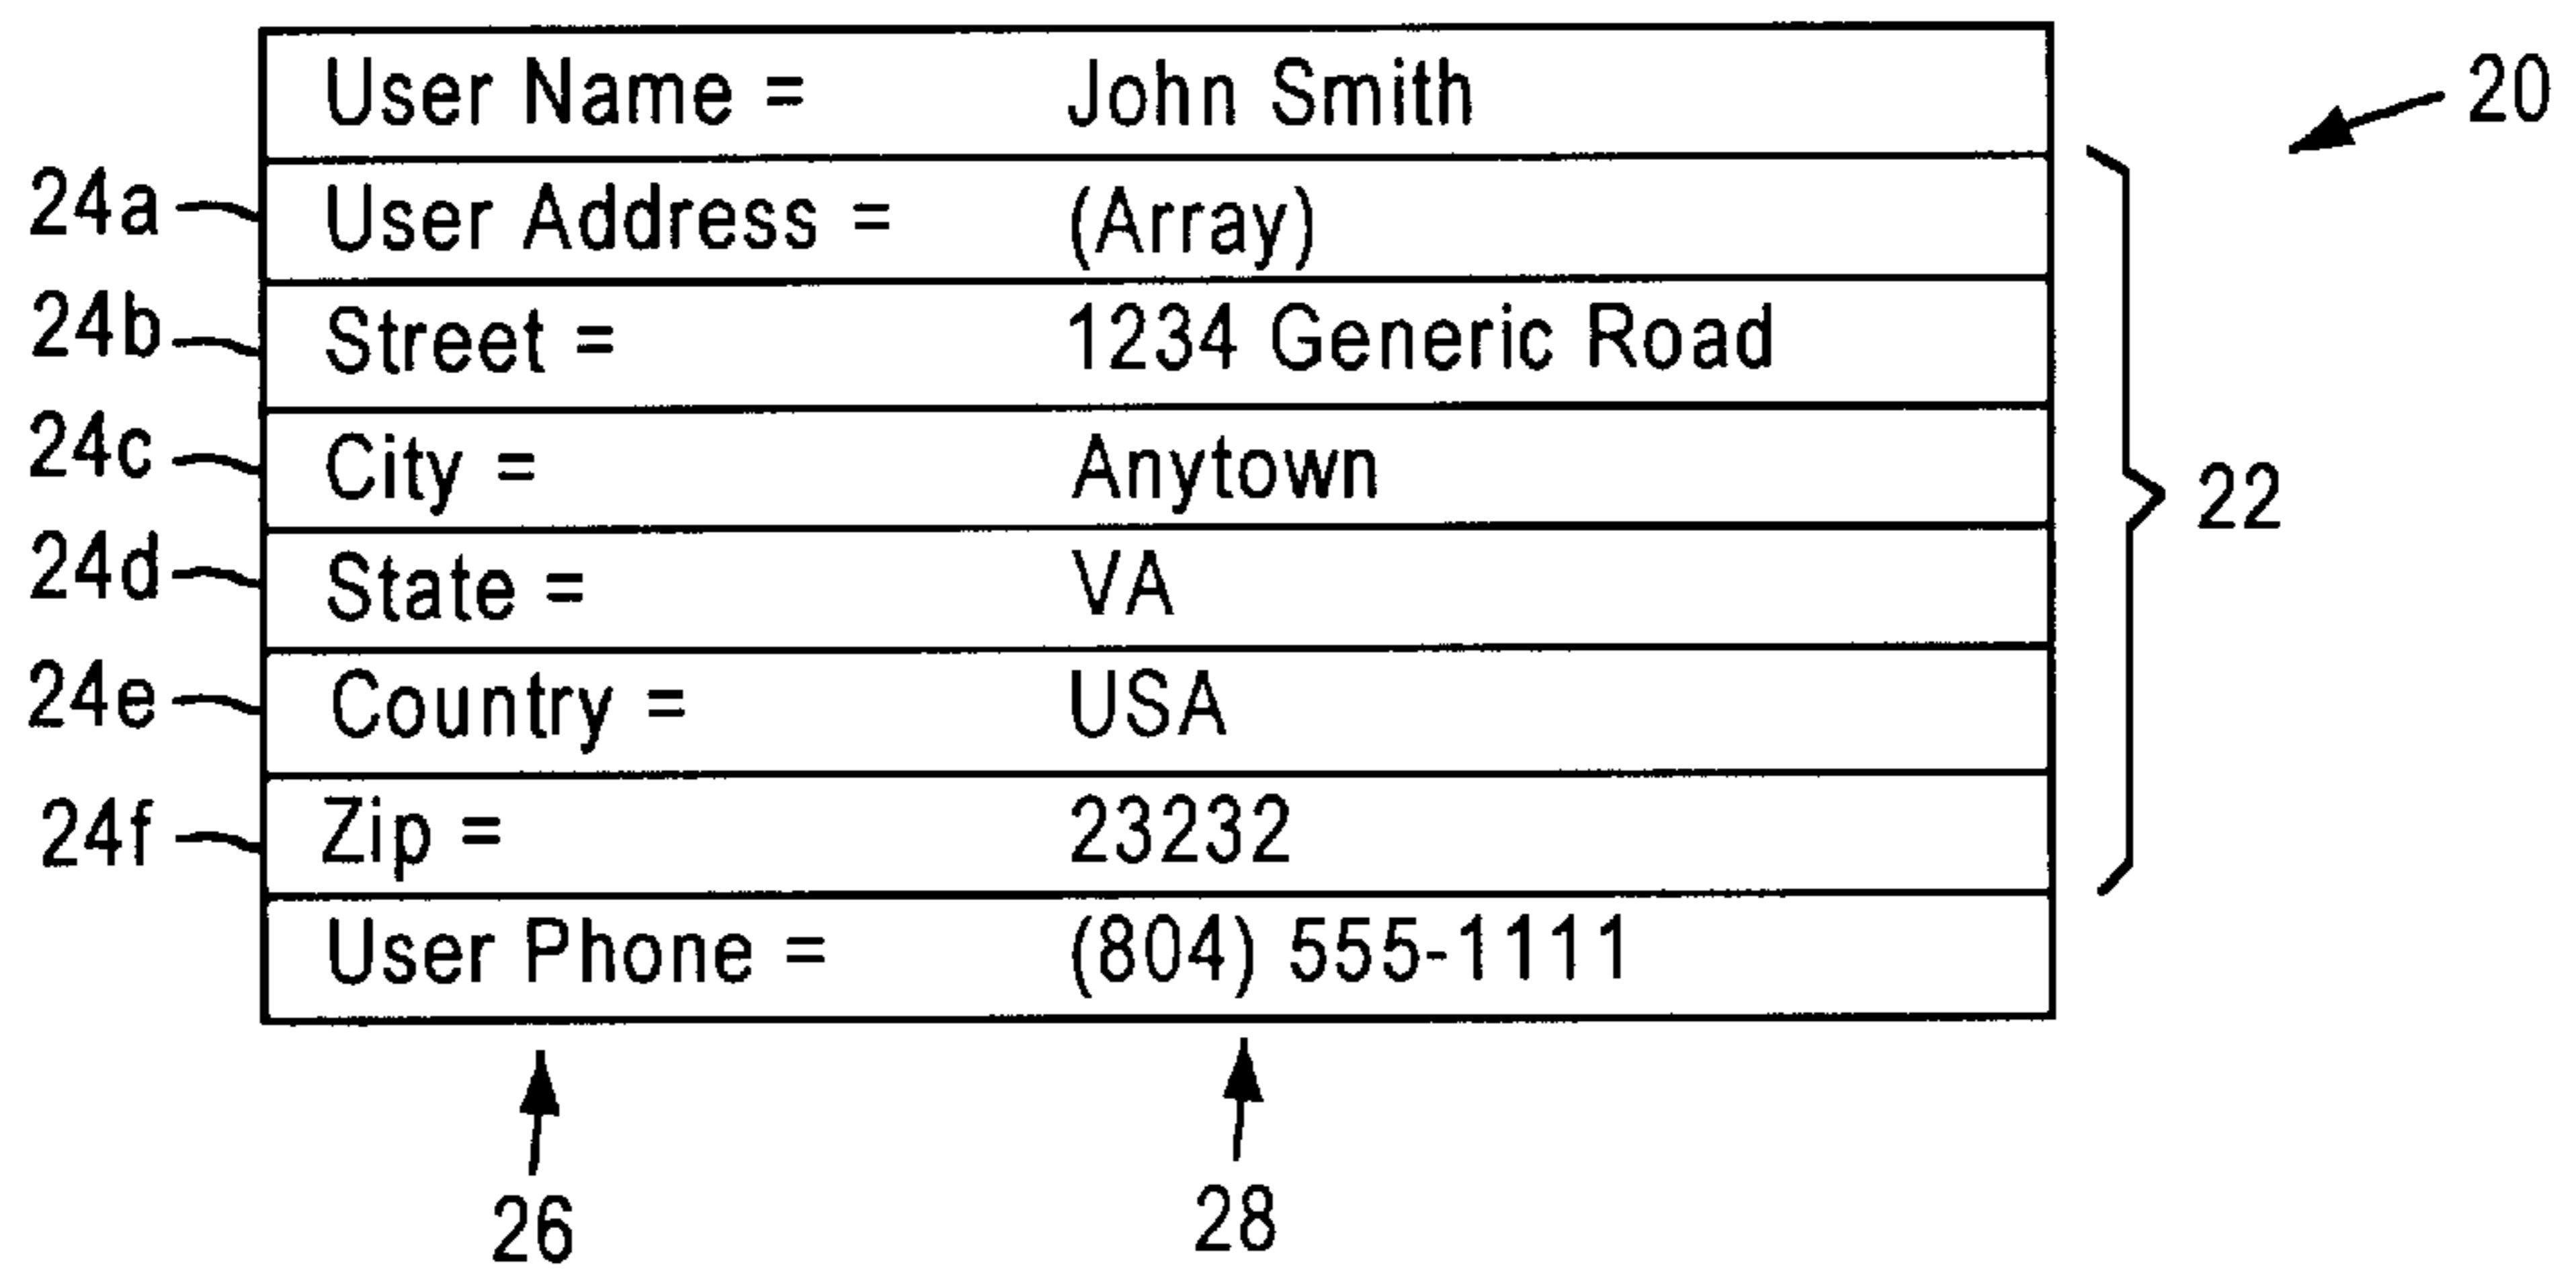 User Name = John Smith
20
24a User Address = (Array)
24b Street = 1234 Generic Road
24c City = Anytown
22
24d State = VA
24e Country = USA
24f Zip = 23232
User Phone = (804) 555-1111
26 28